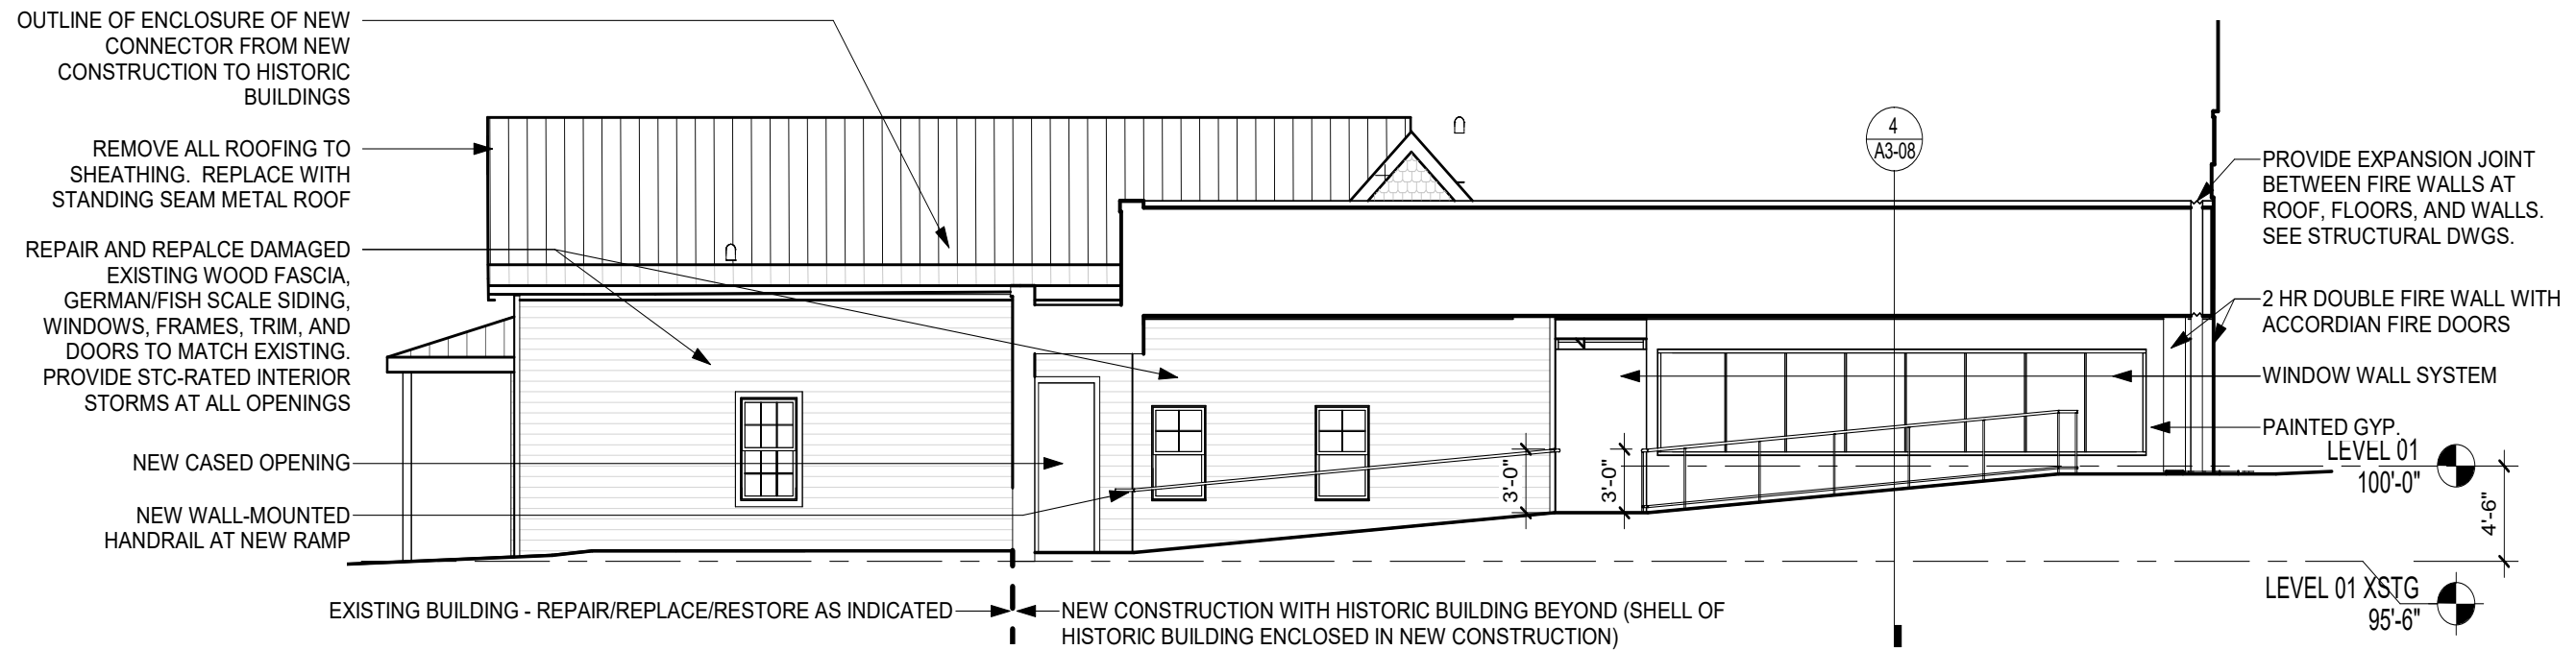 OUTLINE OF ENCLOSURE OF NEW
CONNECTOR FROM NEW
CONSTRUCTION TO HISTORIC
BUILDINGS
REMOVE ALL ROOFING TO
SHEATHING. REPLACE WITH
STANDING SEAM METAL ROOF
REPAIR AND REPALCE DAMAGED
EXISTING WOOD FASCIA,
GERMAN/FISH SCALE SIDING,
WINDOWS, FRAMES, TRIM, AND
DOORS TO MATCH EXISTING.
PROVIDE STC-RATED INTERIOR
STORMS AT ALL OPENINGS
NEW CASED OPENING
NEW WALL-MOUNTED
HANDRAIL AT NEW RAMP
4
A3-08
3'-0"
3'-0"
PROVIDE EXPANSION JOINT
BETWEEN FIRE WALLS AT
ROOF, FLOORS, AND WALLS.
SEE STRUCTURAL DWGS.
2 HR DOUBLE FIRE WALL WITH
ACCORDIAN FIRE DOORS
WINDOW WALL SYSTEM
PAINTED GYP.
LEVEL 01
100'-0"
4'-6"
LEVEL 01 XSTG
95'-6"
EXISTING BUILDING - REPAIR/REPLACE/RESTORE AS INDICATED
NEW CONSTRUCTION WITH HISTORIC BUILDING BEYOND (SHELL OF
HISTORIC BUILDING ENCLOSED IN NEW CONSTRUCTION)